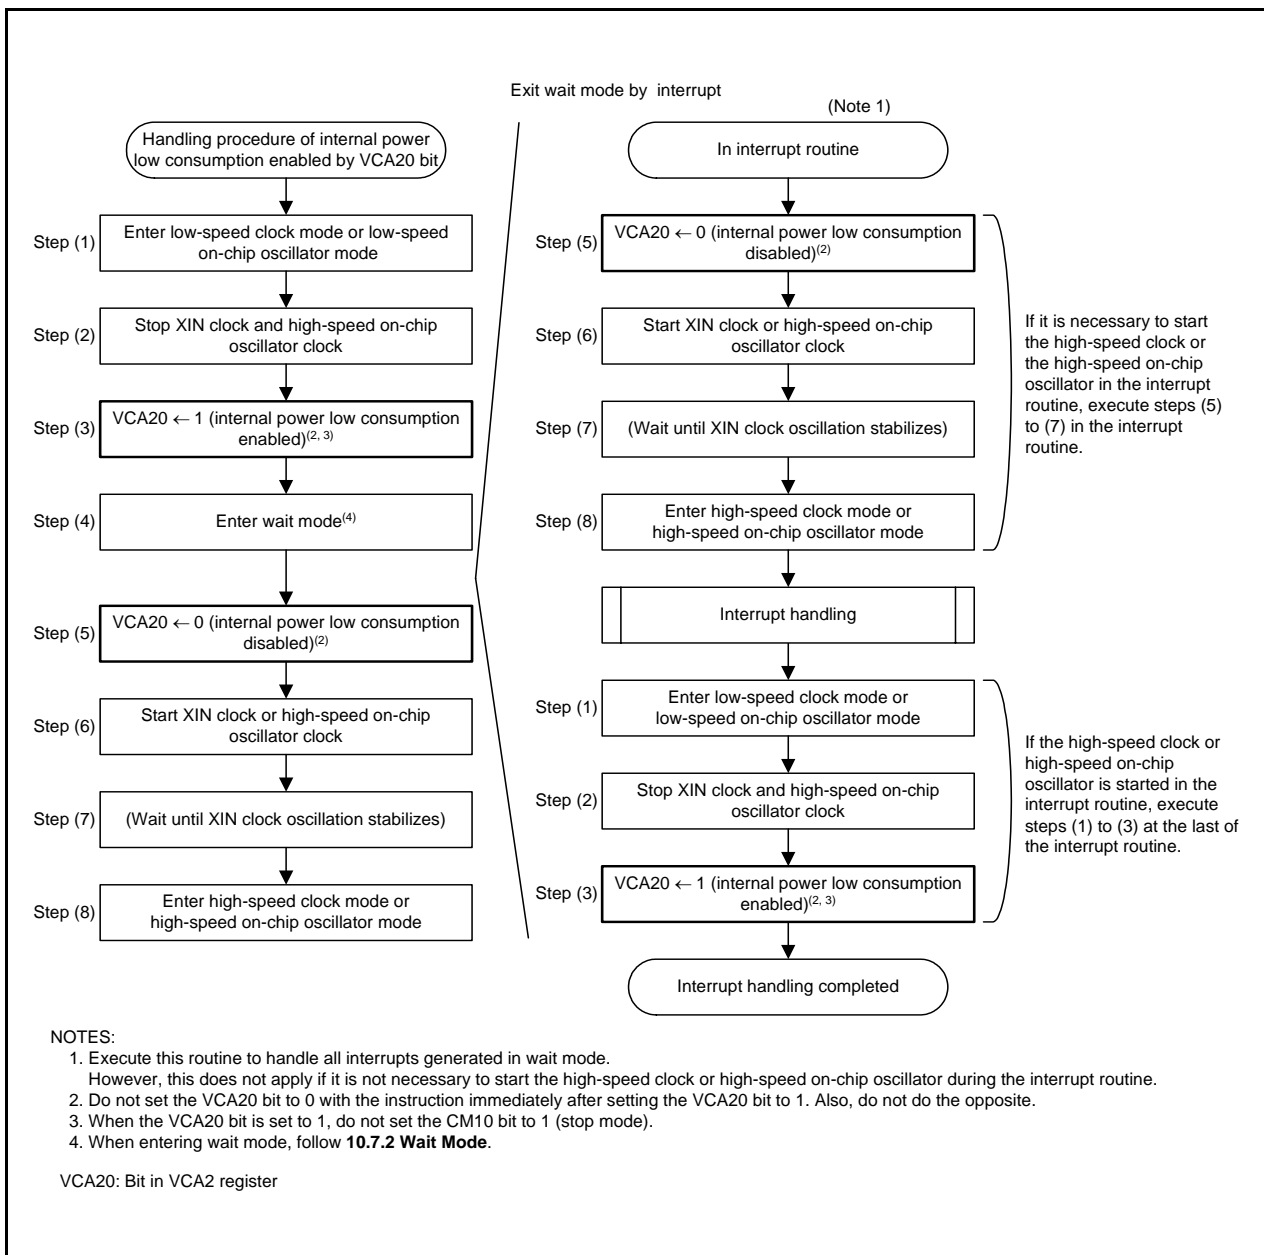 Exit wait mode by interrupt
(Note 1)
Handling procedure of internal power
low consumption enabled by VCA20 bit
Step (1)
Enter low-speed clock mode or low-speed
on-chip oscillator mode
Step (2)
Stop XIN clock and high-speed on-chip
oscillator clock
Step (3)
VCA20 ← 1 (internal power low consumption
enabled)(2, 3)
Step (4)
Enter wait mode(4)
Step (5)
VCA20 ← 0 (internal power low consumption
disabled)(2)
Step (6)
Start XIN clock or high-speed on-chip
oscillator clock
Step (7)
(Wait until XIN clock oscillation stabilizes)
Step (8)
Enter high-speed clock mode or
high-speed on-chip oscillator mode
In interrupt routine
Step (5)
VCA20 ← 0 (internal power low consumption
disabled)(2)
Step (6)
Start XIN clock or high-speed on-chip
oscillator clock
Step (7)
(Wait until XIN clock oscillation stabilizes)
Step (8)
Enter high-speed clock mode or
high-speed on-chip oscillator mode
If it is necessary to start
the high-speed clock or
the high-speed on-chip
oscillator in the interrupt
routine, execute steps (5)
to (7) in the interrupt
routine.
Interrupt handling
Step (1)
Enter low-speed clock mode or
low-speed on-chip oscillator mode
Step (2)
Stop XIN clock and high-speed on-chip
oscillator clock
Step (3)
VCA20 ← 1 (internal power low consumption
enabled)(2, 3)
If the high-speed clock or
high-speed on-chip
oscillator is started in the
interrupt routine, execute
steps (1) to (3) at the last of
the interrupt routine.
Interrupt handling completed
NOTES:
1. Execute this routine to handle all interrupts generated in wait mode.
However, this does not apply if it is not necessary to start the high-speed clock or high-speed on-chip oscillator during the interrupt routine.
2. Do not set the VCA20 bit to 0 with the instruction immediately after setting the VCA20 bit to 1. Also, do not do the opposite.
3. When the VCA20 bit is set to 1, do not set the CM10 bit to 1 (stop mode).
4. When entering wait mode, follow 10.7.2 Wait Mode.
VCA20: Bit in VCA2 register